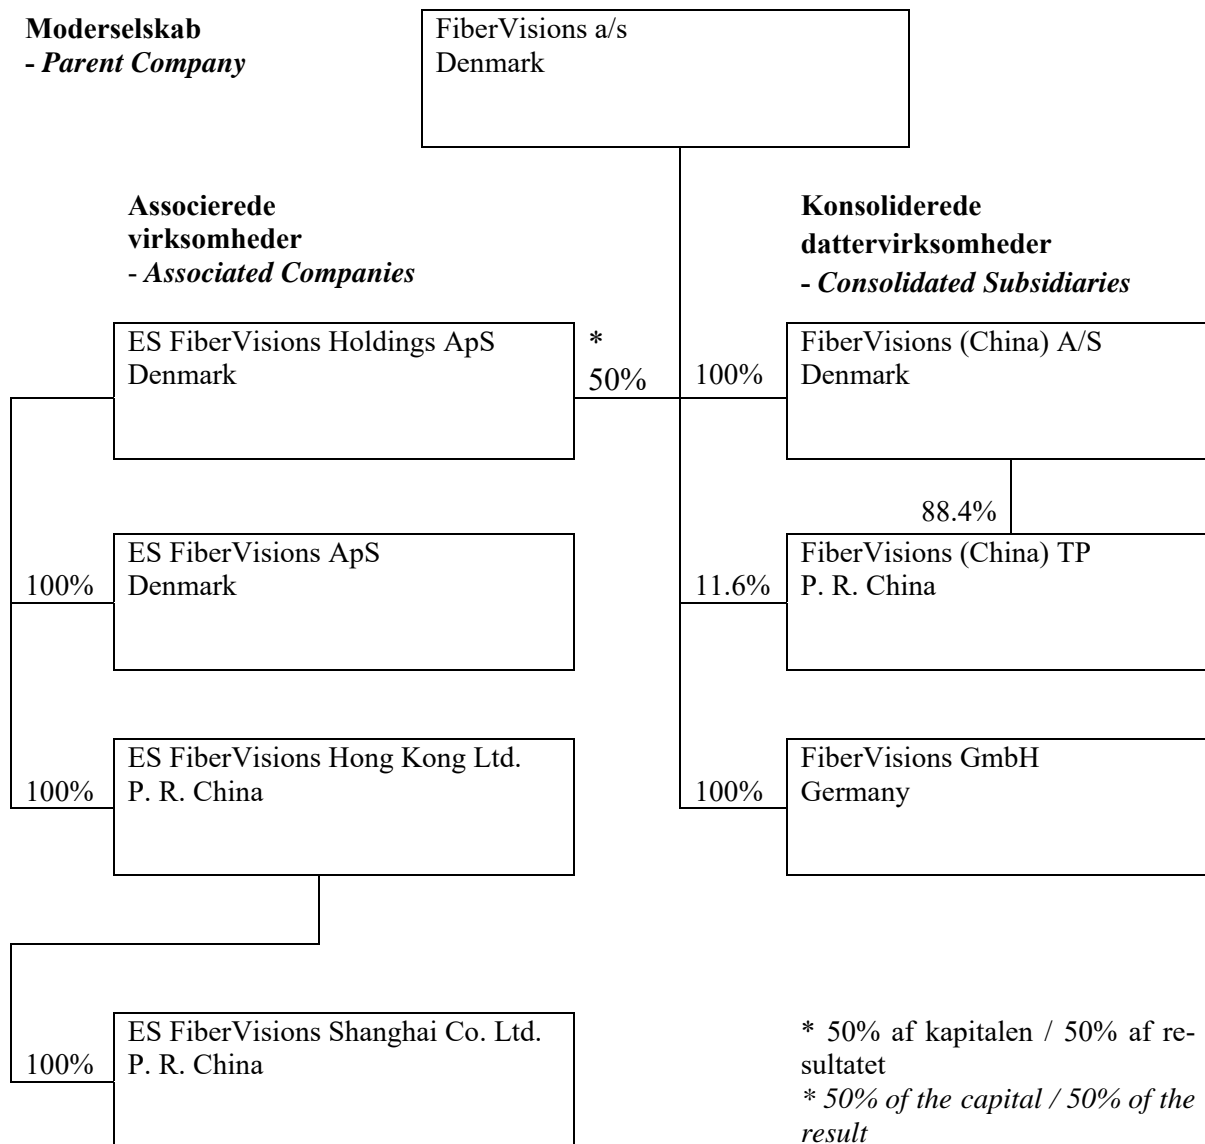 Moderselskab
- Parent Company
FiberVisions a/s
Denmark
Associerede
virksomheder
- Associated Companies
Konsoliderede
dattervirksomheder
- Consolidated Subsidiaries
ES FiberVisions Holdings ApS
Denmark
*
50%
100%
FiberVisions (China) A/S
Denmark
88.4%
100%
ES FiberVisions ApS
Denmark
11.6%
FiberVisions (China) TP
P. R. China
100%
ES FiberVisions Hong Kong Ltd.
P. R. China
100%
FiberVisions GmbH
Germany
100%
ES FiberVisions Shanghai Co. Ltd.
P. R. China
* 50% af kapitalen / 50% af re-
sultatet
* 50% of the capital / 50% of the
result